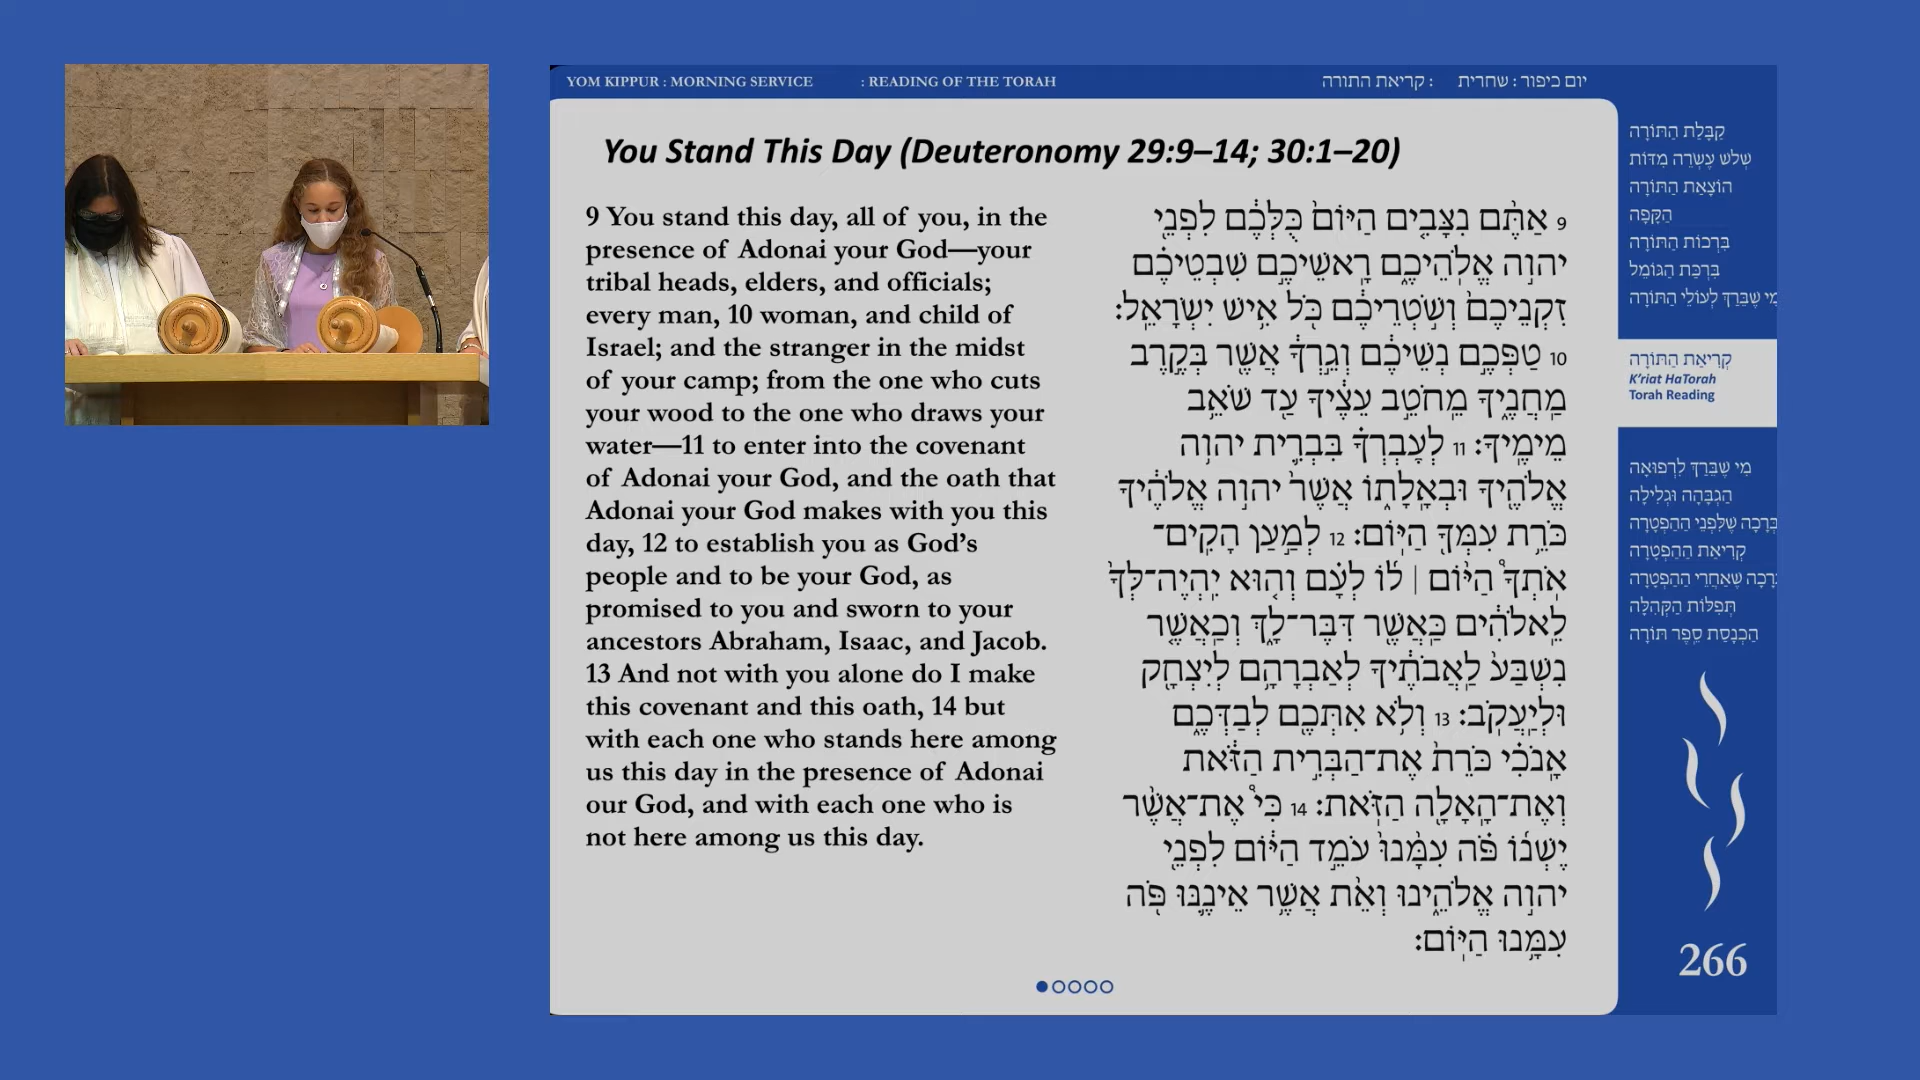 YOM KIPPUR : MORNING SERVICE : READING OF THE TORAH
יום כיפור : שחרית : קריאת התורה
You Stand This Day (Deuteronomy 29:9–14; 30:1–20)
9 You stand this day, all of you, in the
presence of Adonai your God—your
tribal heads, elders, and officials;
every man, 10 woman, and child of
Israel; and the stranger in the midst
of your camp; from the one who cuts
your wood to the one who draws your
water—11 to enter into the covenant
of Adonai your God, and the oath that
Adonai your God makes with you this
day, 12 to establish you as God’s
people and to be your God, as
promised to you and sworn to your
ancestors Abraham, Isaac, and Jacob.
13 And not with you alone do I make
this covenant and this oath, 14 but
with each one who stands here among
us this day in the presence of Adonai
our God, and with each one who is
not here among us this day.
9 אַתֶּ֨ם נִצָּבִ֤ים הַיּוֹם֙ כֻּלְּכֶ֔ם לִפְנֵ֖י
יהוָ֣ה אֱלֹהֵיכֶ֑ם רָאשֵׁיכֶ֣ם שִׁבְטֵיכֶ֗ם
זִקְנֵיכֶם֙ וְשֹׁ֣טְרֵיכֶ֔ם כֹּ֖ל אִ֥ישׁ יִשְׂרָאֵֽל׃
10 טַפְּכֶ֣ם נְשֵׁיכֶ֔ם וְגֵ֣רְךָ֔ אֲשֶׁ֖ר בְּקֶ֣רֶב
מַחֲנֶ֑יךָ מֵחֹטֵ֣ב עֵצֶ֔יךָ עַ֖ד שֹׁאֵ֥ב
מֵימֶֽיךָ׃ 11 לְעָבְרְךָ֗ בִּבְרִ֛ית יהוָ֥ה
אֱלֹהֶ֖יךָ וּבְאָלָת֑וֹ אֲשֶׁר֙ יהוָ֣ה אֱלֹהֶ֔יךָ
כֹּרֵ֥ת עִמְּךָ֖ הַיּֽוֹם׃ 12 לְמַ֣עַן הָקִֽים־
אֹתְךָ֩ הַיּ֨וֹם | ל֜וֹ לְעָ֗ם וְה֤וּא יִֽהְיֶה־לְּךָ֙
לֵֽאלֹהִ֔ים כַּאֲשֶׁ֖ר דִּבֶּר־לָ֑ךְ וְכַאֲשֶׁ֤ר
נִשְׁבַּע֙ לַאֲבֹתֶ֔יךָ לְאַבְרָהָ֥ם לְיִצְחָ֖ק
וּֽלְיַעֲקֹֽב׃ 13 וְלֹ֥א אִתְּכֶ֖ם לְבַדְּכֶ֑ם
אָנֹכִ֗י כֹּרֵת֙ אֶת־הַבְּרִ֣ית הַזֹּ֔את
וְאֶת־הָאָלָ֖ה הַזֹּֽאת׃ 14 כִּי֩ אֶת־אֲשֶׁ֨ר
יֶשְׁנ֜וֹ פֹּ֗ה עִמָּ֙נוּ֙ עֹמֵ֣ד הַיּ֔וֹם לִפְנֵ֖י
יהוָ֣ה אֱלֹהֵ֑ינוּ וְאֵ֨ת אֲשֶׁ֥ר אֵינֶ֛נּוּ פֹּ֖ה
עִמָּ֥נוּ הַיּֽוֹם׃
קַבָּלַת הַתּוֹרָה
שְׁלֹשׁ עֶשְׂרֵה מִדּוֹת
הוֹצָאַת הַתּוֹרָה
הַקָּפָה
בִּרְכוֹת הַתּוֹרָה
בִּרְכַּת הַגּוֹמֵל
מִי שֶׁבֵּרַךְ לְעוֹלֵי הַתּוֹרָה
קְרִיאַת הַתּוֹרָה
K’riat HaTorah
Torah Reading
מִי שֶׁבֵּרַךְ לִרְפוּאָה
הַגְבָּהָה וּגְלִילָה
בְּרָכָה שֶׁלִּפְנֵי הַהַפְטָרָה
קְרִיאַת הַהַפְטָרָה
שֶׁאַחֲרֵי הַהַפְטָרָה
תְּפִלּוֹת הַקְּהִלָּה
הַכְנָסַת סֵפֶר תּוֹרָה
266